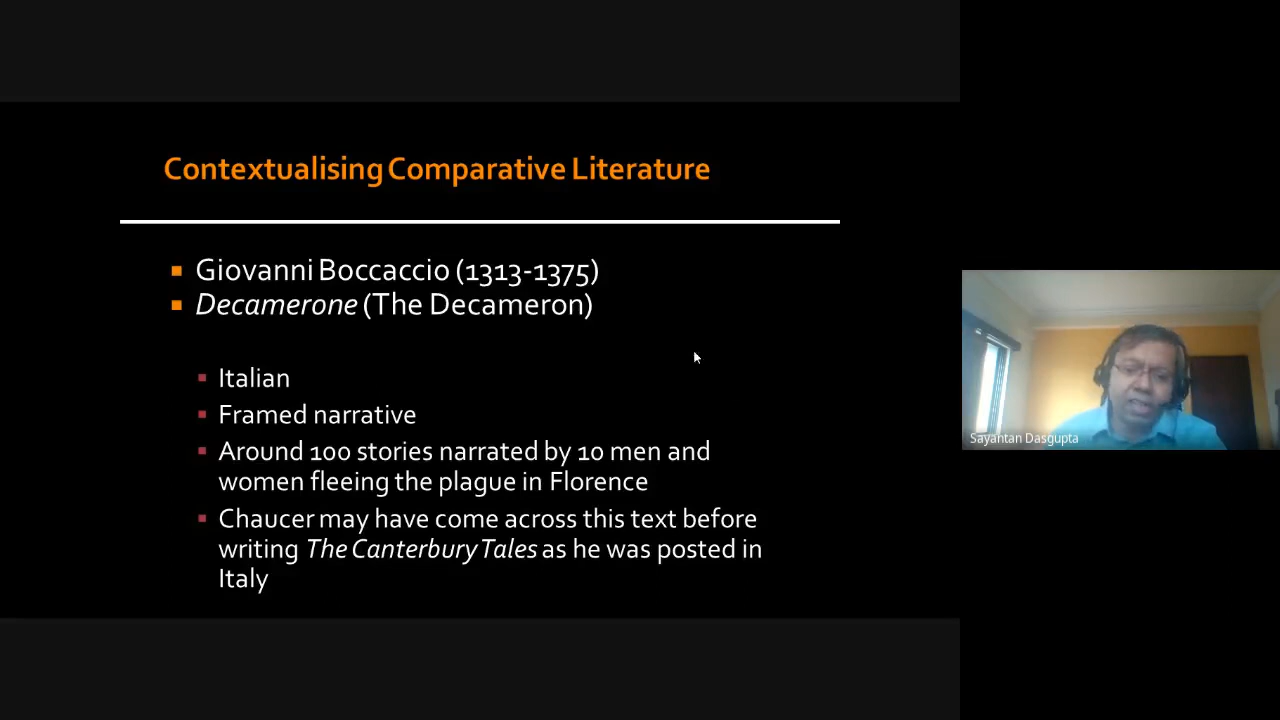 Contextualising Comparative Literature
Giovanni Boccaccio (1313-1375)
Decamerone (The Decameron)
Italian
Framed narrative
Around 100 stories narrated by 10 men and
women fleeing the plague in Florence
Chaucer may have come across this text before
writing The Canterbury Tales as he was posted in
Italy
Sayantan Dasgupta